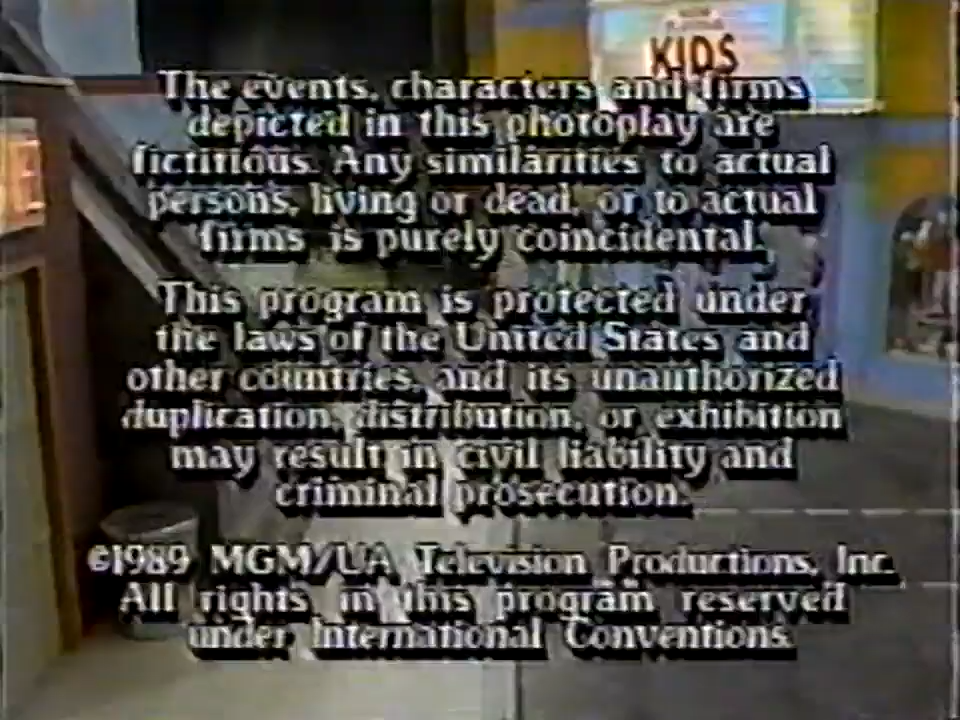 KIDS
The events, characters and firms
depicted in this photoplay are
fictitious. Any similarities to actual
persons, living or dead, or to actual
firms is purely coincidental.
This program is protected under
the laws of the United States and
other countries, and its unauthorized
duplication, distribution, or exhibition
may result in civil liability and
criminal prosecution.
©1989 MGM/UA Television Productions, Inc.
All rights in this program reserved
under International Conventions.